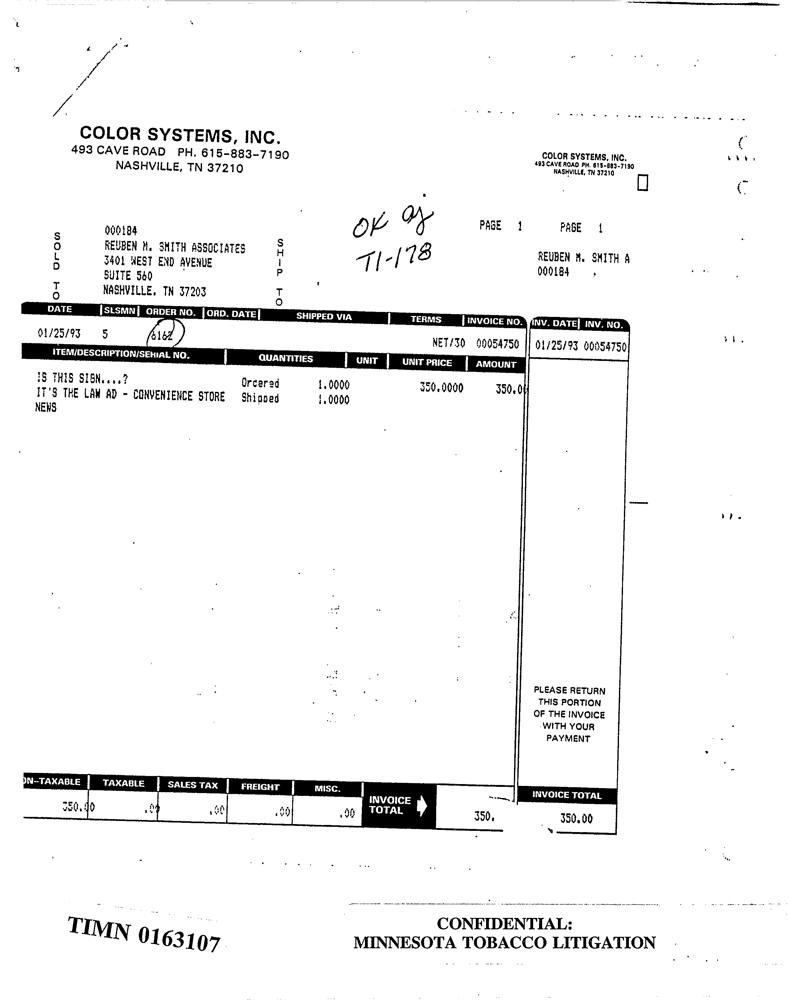 COLOR SYSTEMS, INC.
493 CAVE ROAD PH. 615-883-7190
NASHVILLE, TN 37210
COLOR SYSTEMS, INC.
493 CAVE ROAD PH. 615-883-7190
NASHVILLE, TN 37210
OK
TI-178
PAGE 1 PAGE 1
SOLD TO
000184
REUBEN M. SMITH ASSOCIATES
3401 WEST END AVENUE
SUITE 560
NASHVILLE, TN 37203
SHIP TO
REUBEN M. SMITH A
000184
DATE SLSMN ORDER NO. ORD. DATE SHIPPED VIA TERMS INVOICE NO. INV. DATE INV. NO.
01/25/93 5 6162 NET/30 00054750 01/25/93 00054750
ITEM/DESCRIPTION/SERIAL NO. QUANTITIES UNIT UNIT PRICE AMOUNT
IS THIS SIGN....? Ordered 1.0000 350.0000 350.00
IT'S THE LAW AD - CONVENIENCE STORE Shipped 1.0000
NEWS
PLEASE RETURN
THIS PORTION
OF THE INVOICE
WITH YOUR
PAYMENT
ON-TAXABLE TAXABLE SALES TAX FREIGHT MISC. INVOICE TOTAL INVOICE TOTAL
350.00 .00 .00 .00 .00 350. 350.00
TIMN 0163107
CONFIDENTIAL:
MINNESOTA TOBACCO LITIGATION